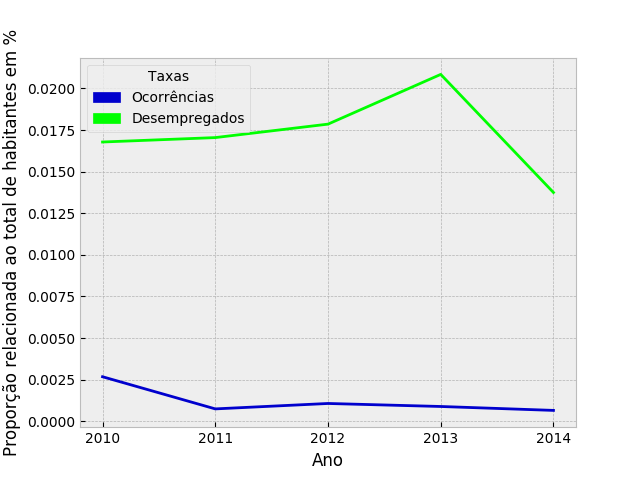 Proporção relacionada ao total de habitantes em %
Taxas
Ocorrências
Desempregados
0.0200
0.0175
0.0150
0.0125
0.0100
0.0075
0.0050
0.0025
0.0000
2010 2011 2012 2013 2014
Ano